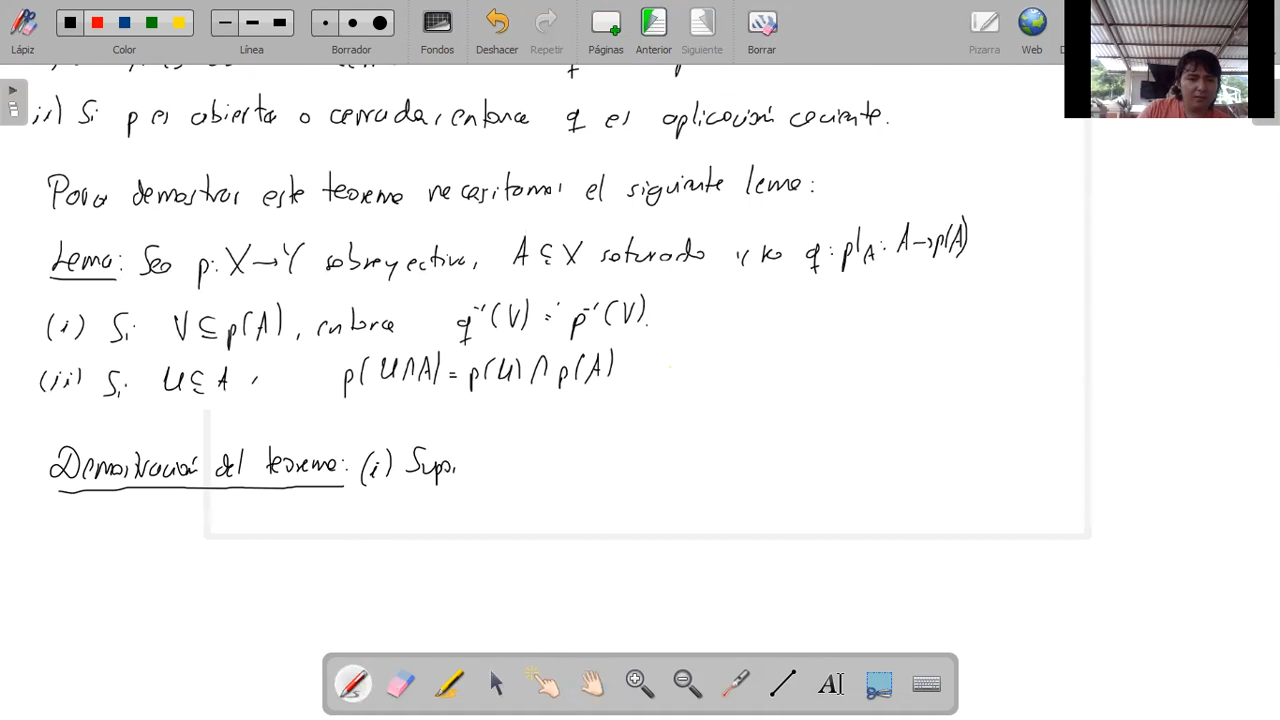 Lápiz Color Línea Borrador Fondos Deshacer Repetir Páginas Anterior Siguiente Borrar Pizarra Web
ii) Si p es abierta o cerrada, entonce q es aplicación cociente.
Para demostrar este teorema necesitamos el siguiente lema:
Lema: Sea p: X → Y sobreyectiva, A ⊆ X saturado y sea q: p|A: A → p(A)
(i) Si V ⊆ p(A), entonce q⁻¹(V) = p⁻¹(V).
(ii) Si U ⊆ A, p(U∩A) = p(U) ∩ p(A)
Demostración del teorema: (i) Supo